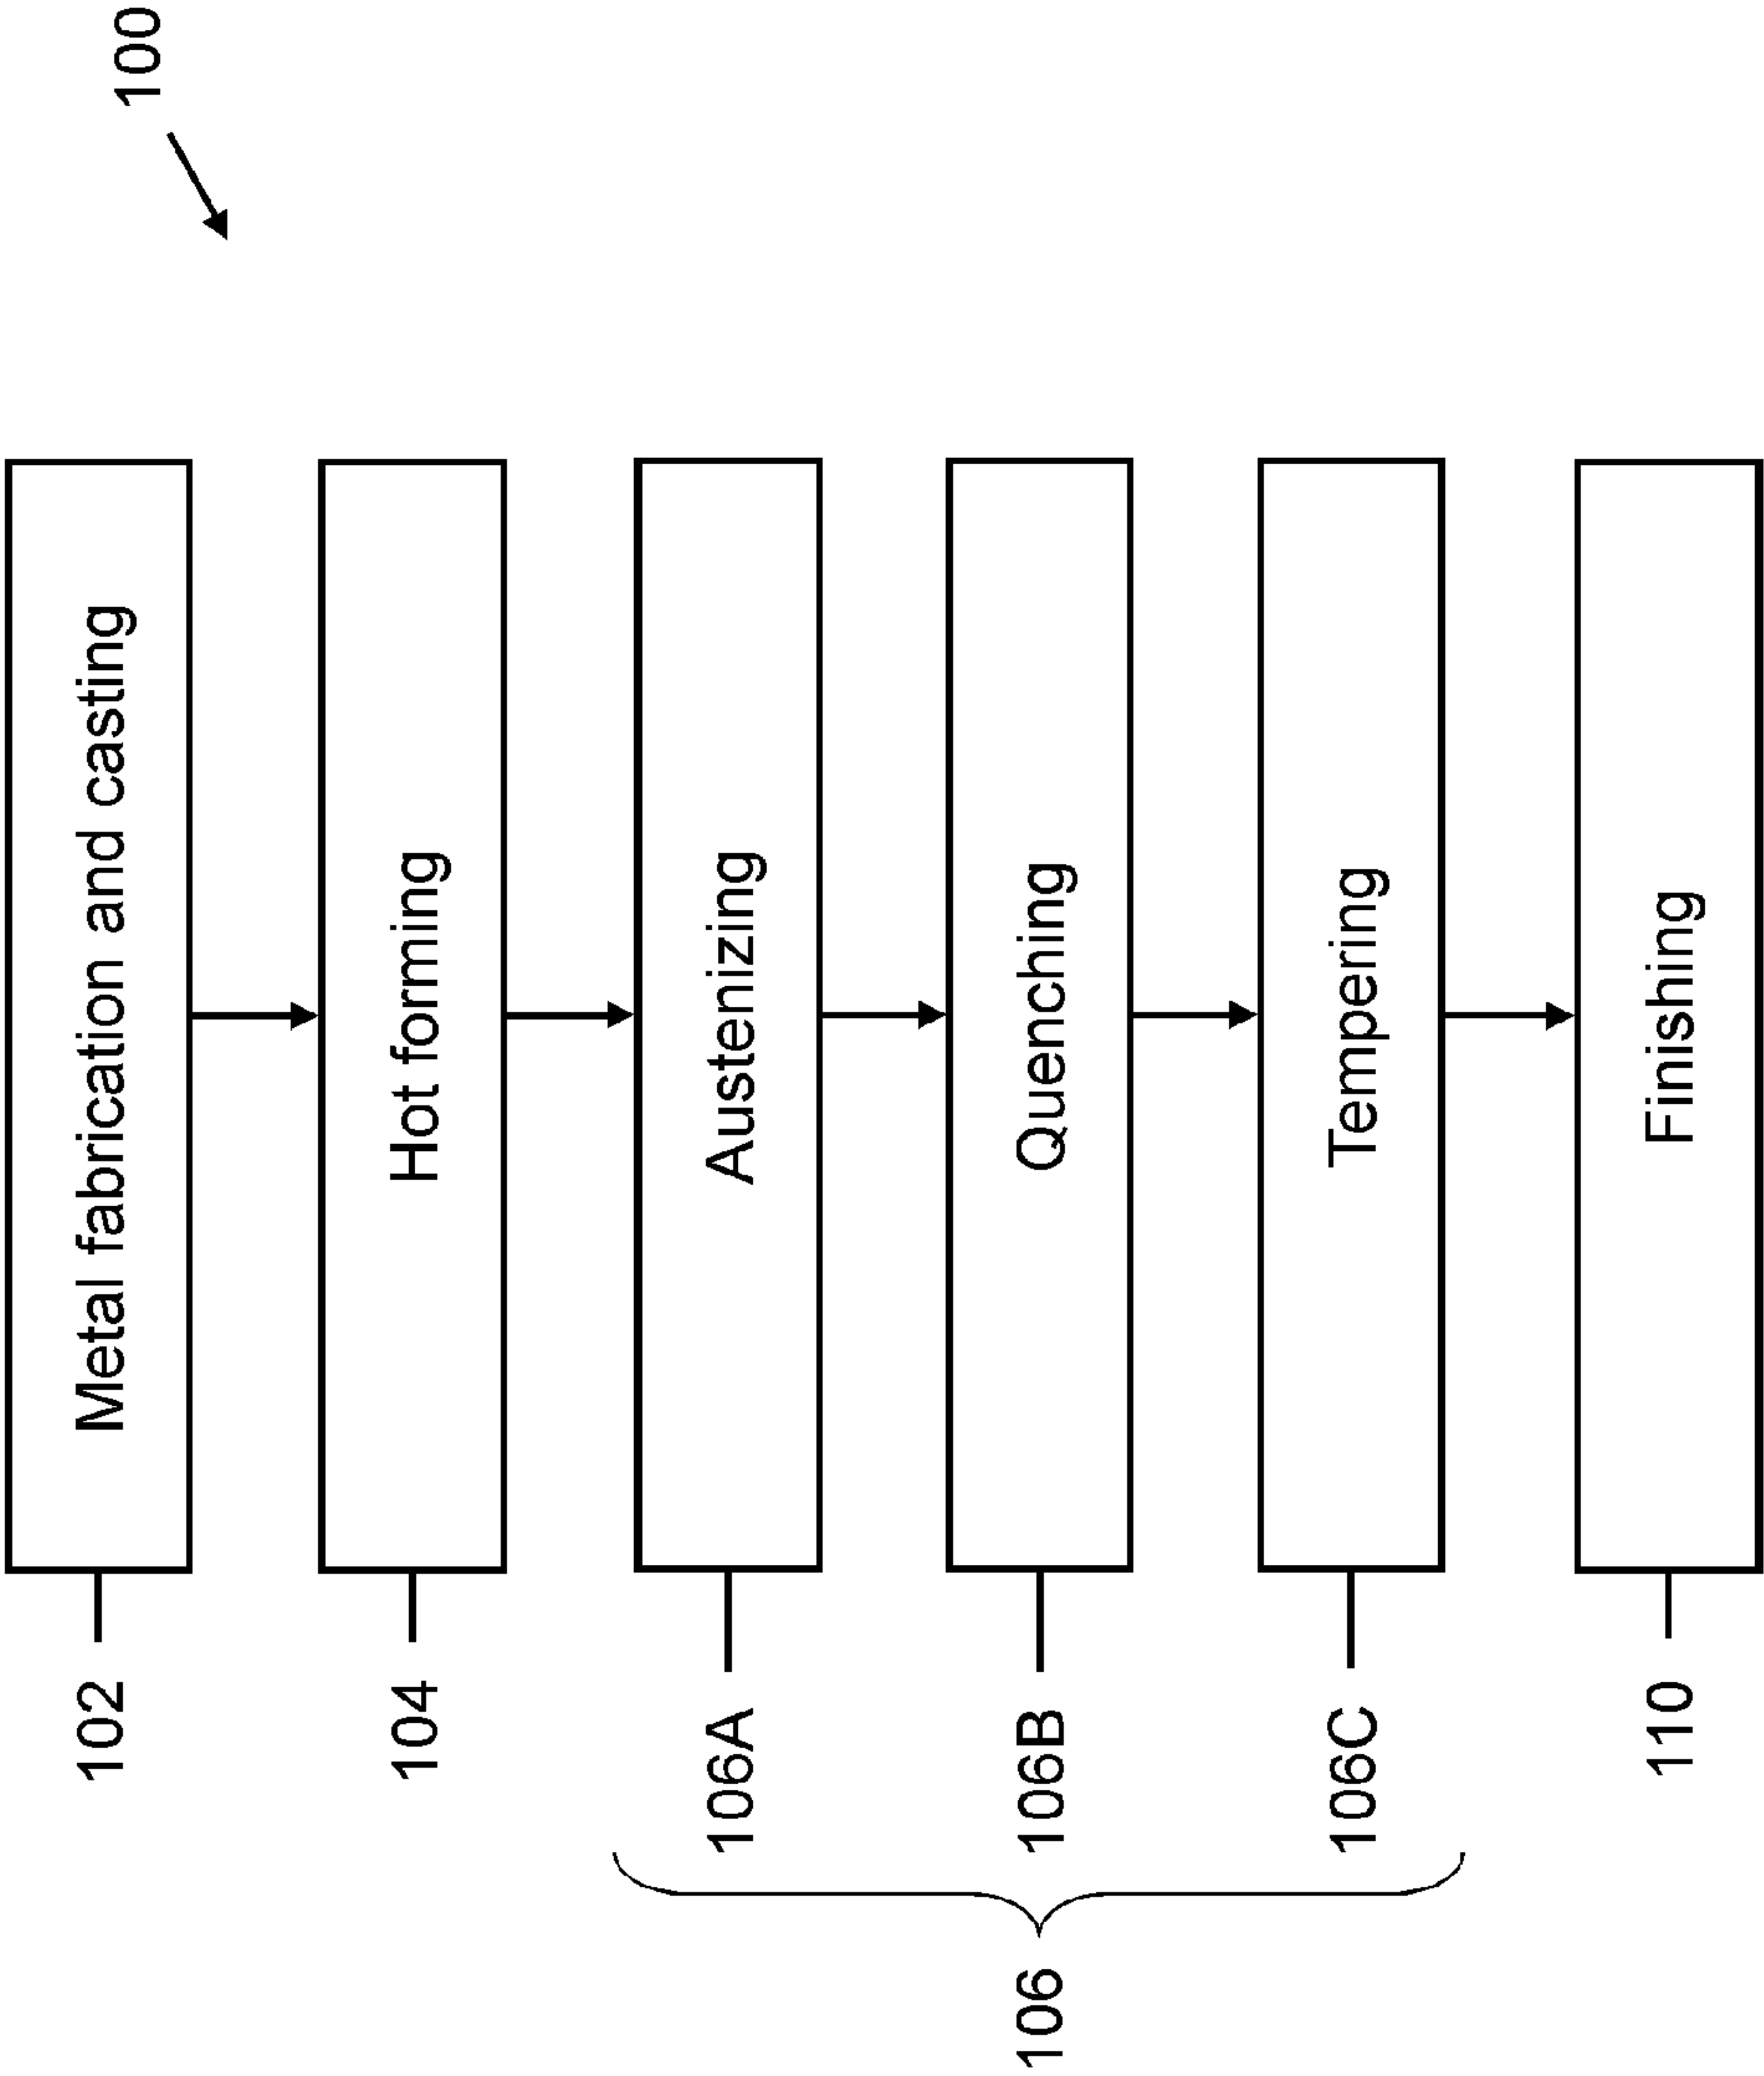 100
102
Metal fabrication and casting
104
Hot forming
106
106A
Austenizing
106B
Quenching
106C
Tempering
110
Finishing